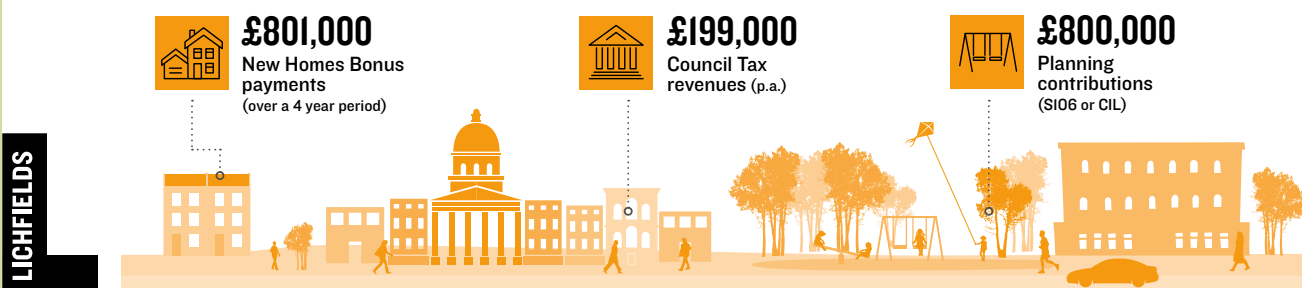 £801,000
New Homes Bonus
payments
(over a 4 year period)
£199,000
Council Tax
revenues (p.a.)
£800,000
Planning
contributions
(S106 or CIL)
LICHFIELDS